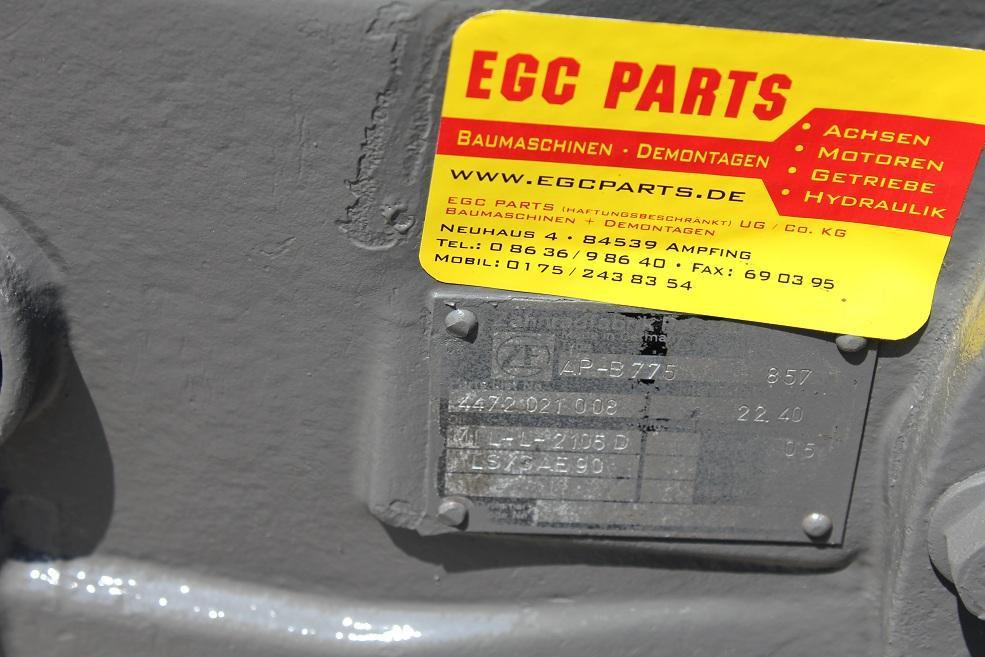 EGC PARTS
BAUMASCHINEN · DEMONTAGEN
• ACHSEN
• MOTOREN
• GETRIEBE
• HYDRAULIK
WWW.EGCPARTS.DE
EGC PARTS (HAFTUNGSBESCHRÄNKT) UG / CO. KG
BAUMASCHINEN + DEMONTAGEN
NEUHAUS 4 · 84539 AMPFING
TEL.: 0 86 36/9 86 40 · FAX: 69 03 95
MOBIL: 0175/243 83 54
ZF
AP-B 775 857
4472 021 008 22.40
MIL-L-2105 D 05
LS/SAE 90